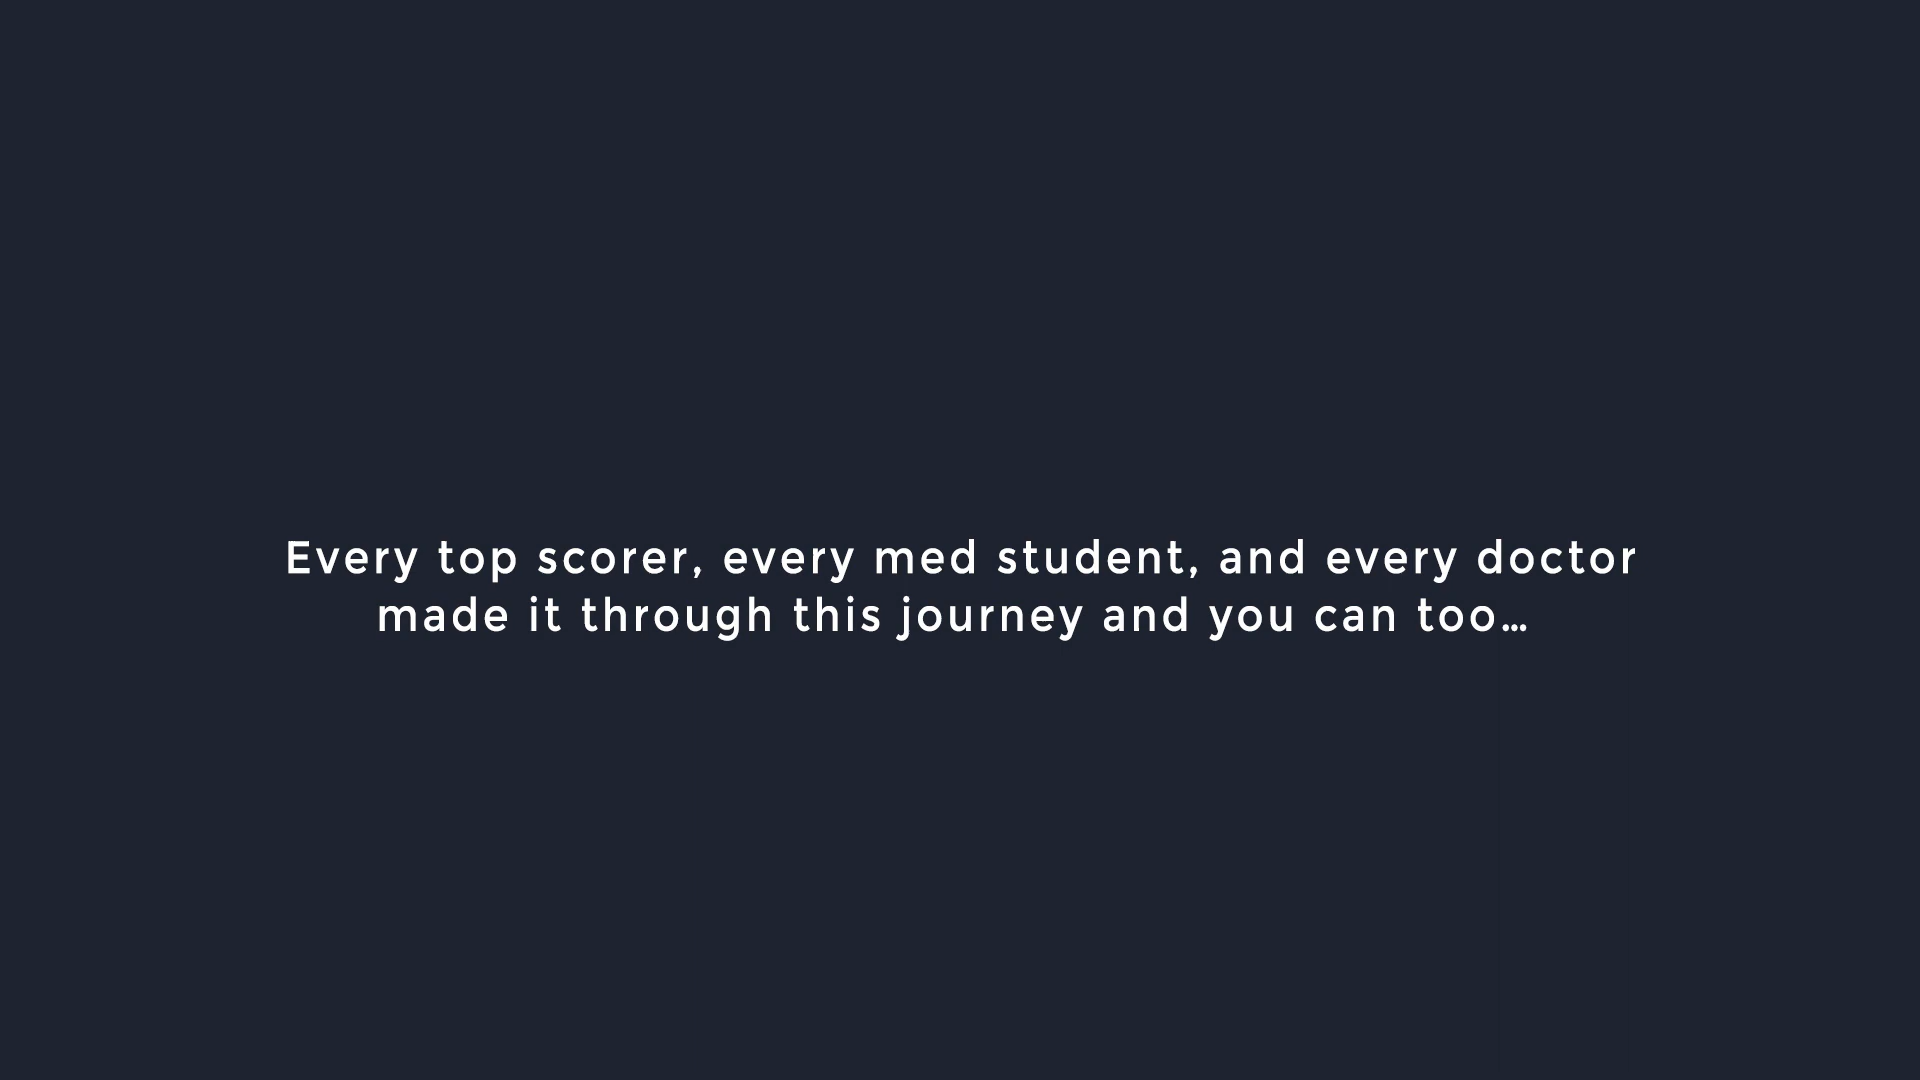 Every top scorer, every med student, and every doctor
made it through this journey and you can too…